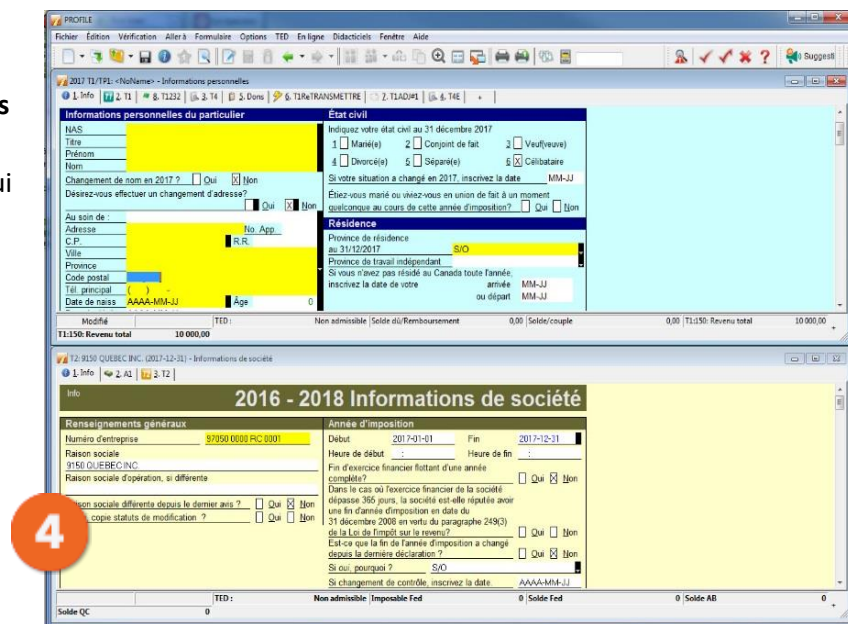 PROFILE
Fichier Édition Vérification Aller à Formulaire Options TED En ligne Didacticiels Fenêtre Aide
Suggesti
s
ui
2017 T1/TP1: <NoName> - Informations personnelles
1. Info 2. T1 8. T1232 3. T4 5. Dons 6. T1ReTRANSMETTRE 2. T1ADJ#1 4. T4E +
Informations personnelles du particulier
NAS
Titre
Prénom
Nom
Changement de nom en 2017 ? Oui X Non
Désirez-vous effectuer un changement d'adresse?
Oui X Non
Au soin de :
Adresse No. App.
C.P. R.R.
Ville
Province
Code postal
Tél. principal ( ) -
Date de naiss AAAA-MM-JJ Âge 0
État civil
Indiquez votre état civil au 31 décembre 2017
1 Marié(e) 2 Conjoint de fait 3 Veuf(veuve)
4 Divorcé(e) 5 Séparé(e) 6 X Célibataire
Si votre situation a changé en 2017, inscrivez la date MM-JJ
Étiez-vous marié ou viviez-vous en union de fait à un moment
quelconque au cours de cette année d'imposition? Oui Non
Résidence
Province de résidence
au 31/12/2017 S/O
Province de travail indépendant
Si vous n'avez pas résidé au Canada toute l'année,
inscrivez la date de votre arrivée MM-JJ
ou départ MM-JJ
Modifié TED : Non admissible Solde dû/Remboursement 0,00 Solde/couple 0,00 T1:150: Revenu total 10 000,00
T1:150: Revenu total 10 000,00
T2: 9150 QUEBEC INC. (2017-12-31) - Informations de société
1. Info 2. A1 3. T2
Info 2016 - 2018 Informations de société
Renseignements généraux
Numéro d'entreprise 97050 0000 RC 0001
Raison sociale
9150 QUEBEC INC
Raison sociale d'opération, si différente
Raison sociale différente depuis le dernier avis ? Oui X Non
copie statuts de modification ? Oui Non
4
Année d'imposition
Début 2017-01-01 Fin 2017-12-31
Heure de début : Heure de fin :
Fin d'exercice financier flottant d'une année
complète? Oui X Non
Dans le cas où l'exercice financier de la société
dépasse 365 jours, la société est-elle réputée avoir
une fin d'année d'imposition en date du
31 décembre 2008 en vertu du paragraphe 249(3)
de la Loi de l'impôt sur le revenu? Oui Non
Est-ce que la fin de l'année d'imposition a changé
depuis la dernière déclaration ? Oui X Non
Si oui, pourquoi ? S/O
Si changement de contrôle, inscrivez la date. AAAA-MM-JJ
TED : Non admissible Imposable Fed 0 Solde Fed 0 Solde AB 0
Solde QC 0